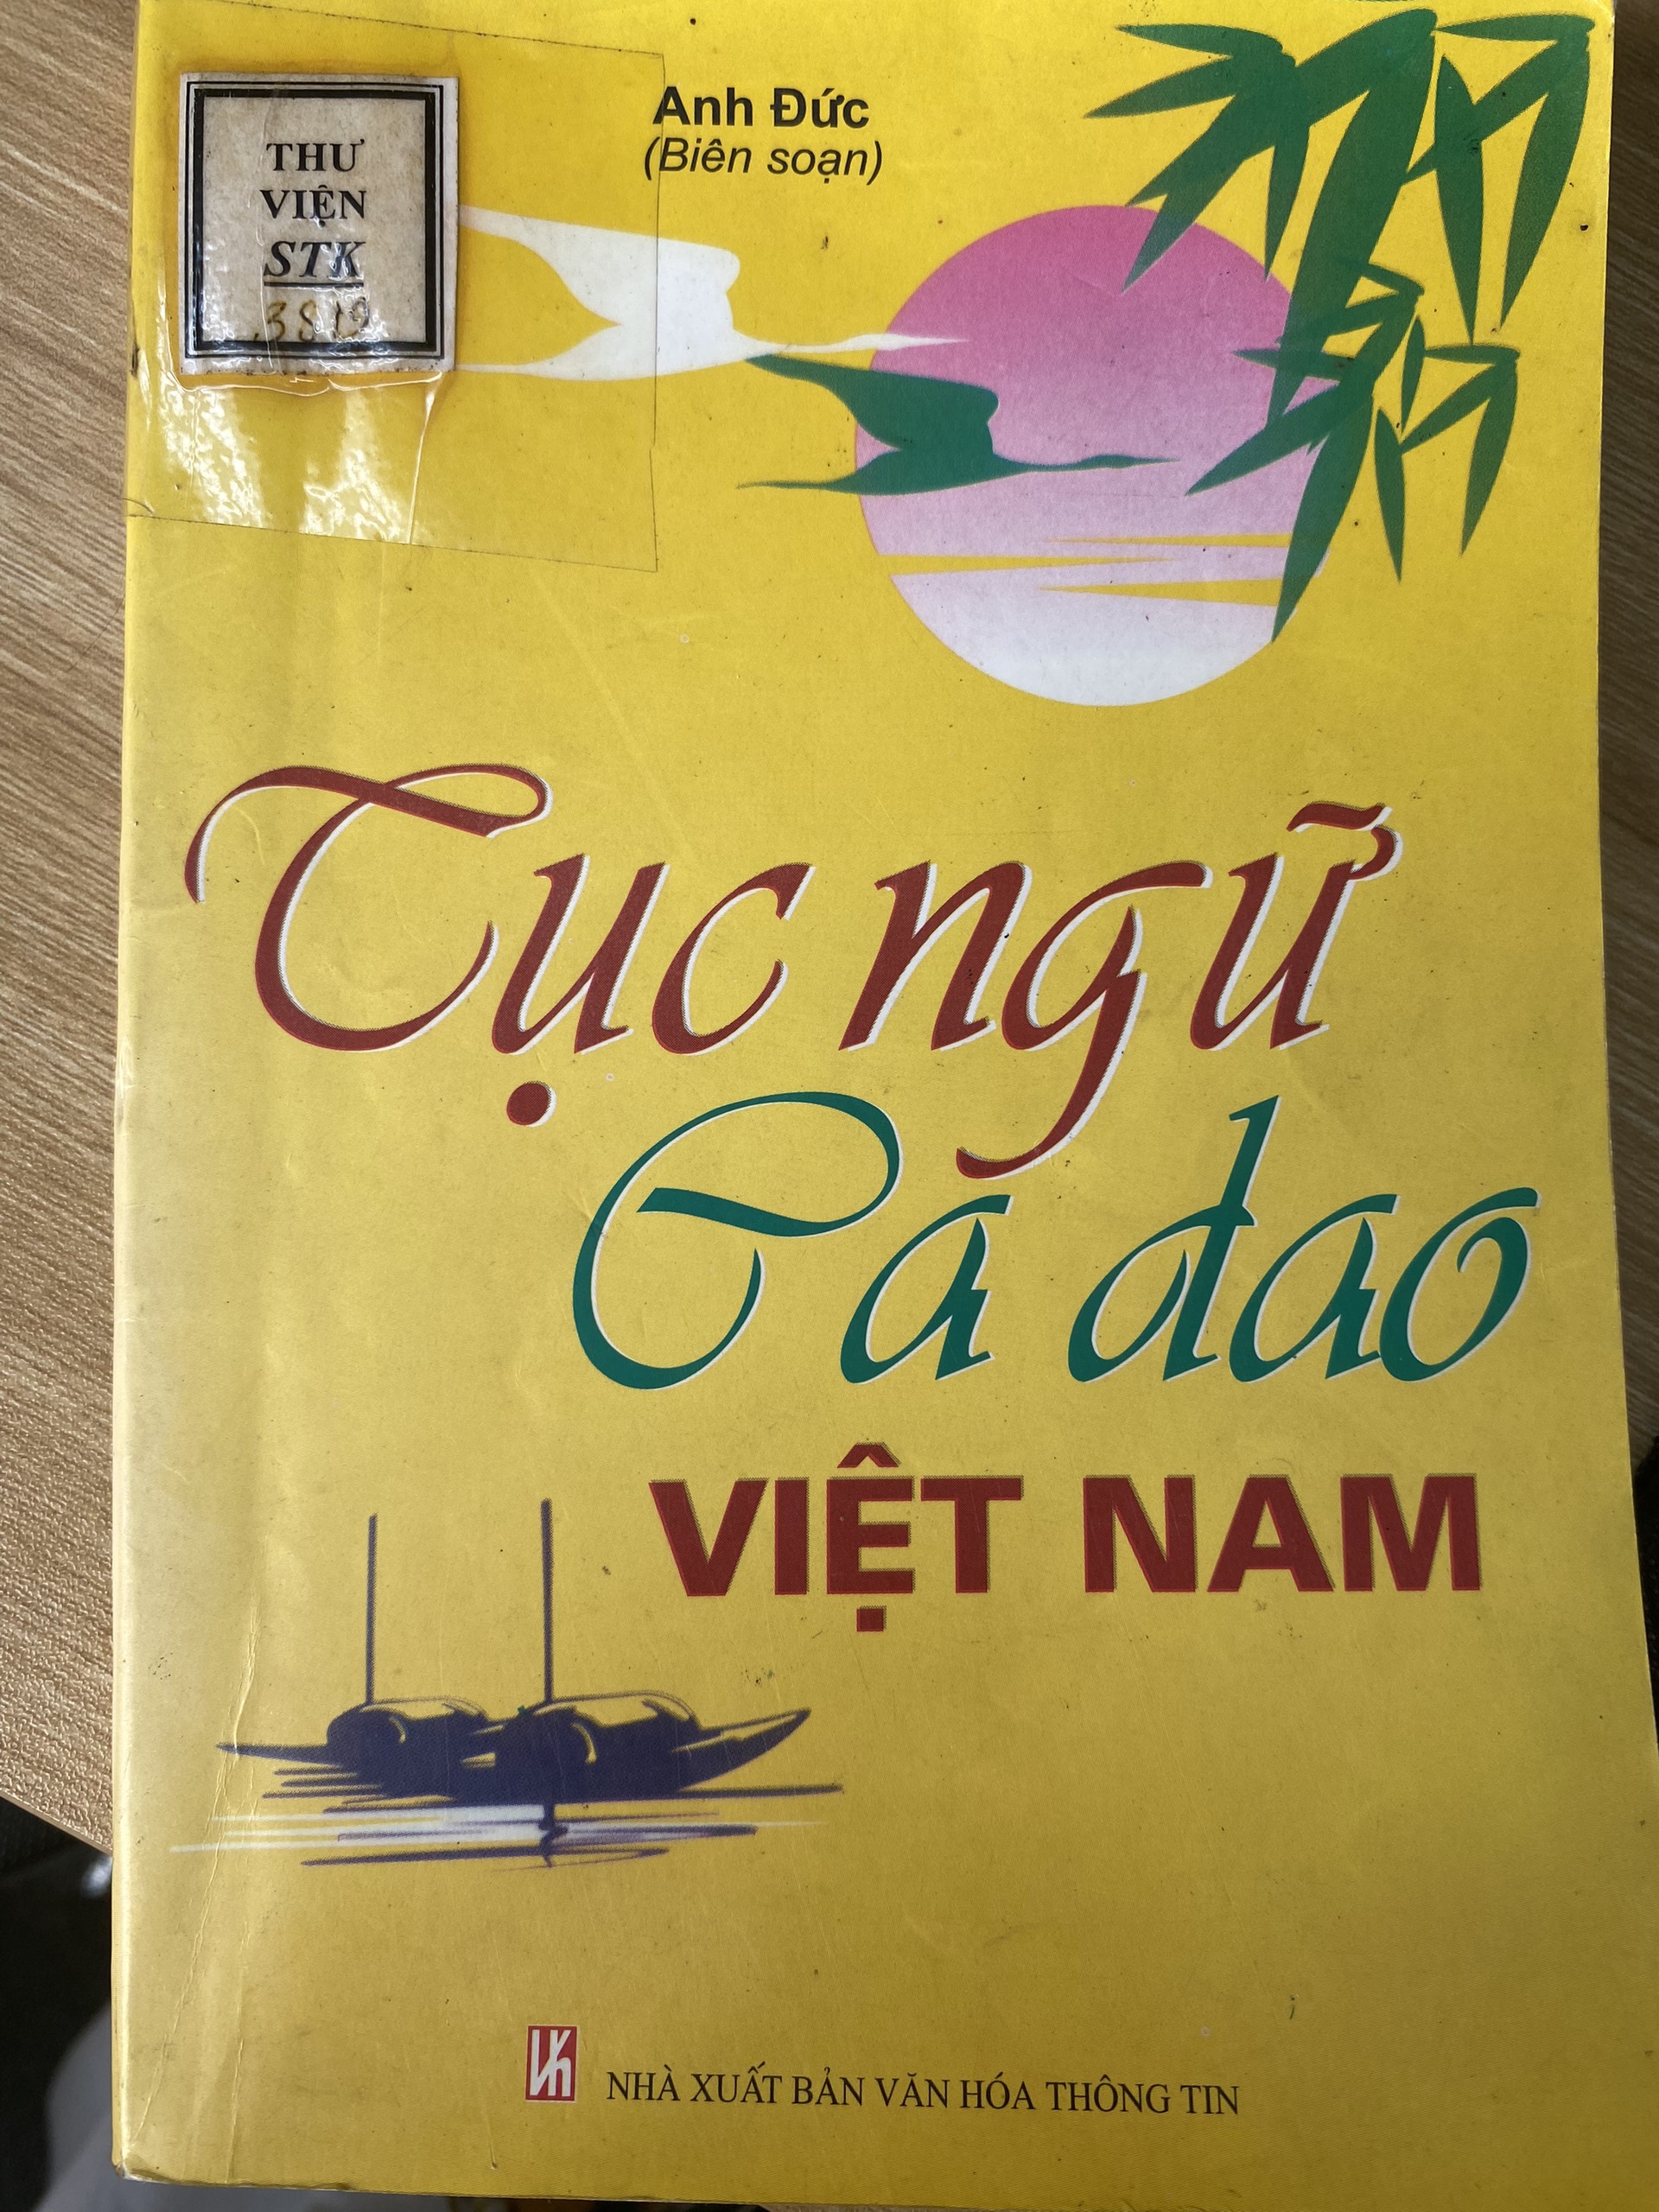 Anh Đức
(Biên soạn)
THƯ
VIỆN
STK
3819
Tục ngữ
Ca dao
VIỆT NAM
NHÀ XUẤT BẢN VĂN HÓA THÔNG TIN